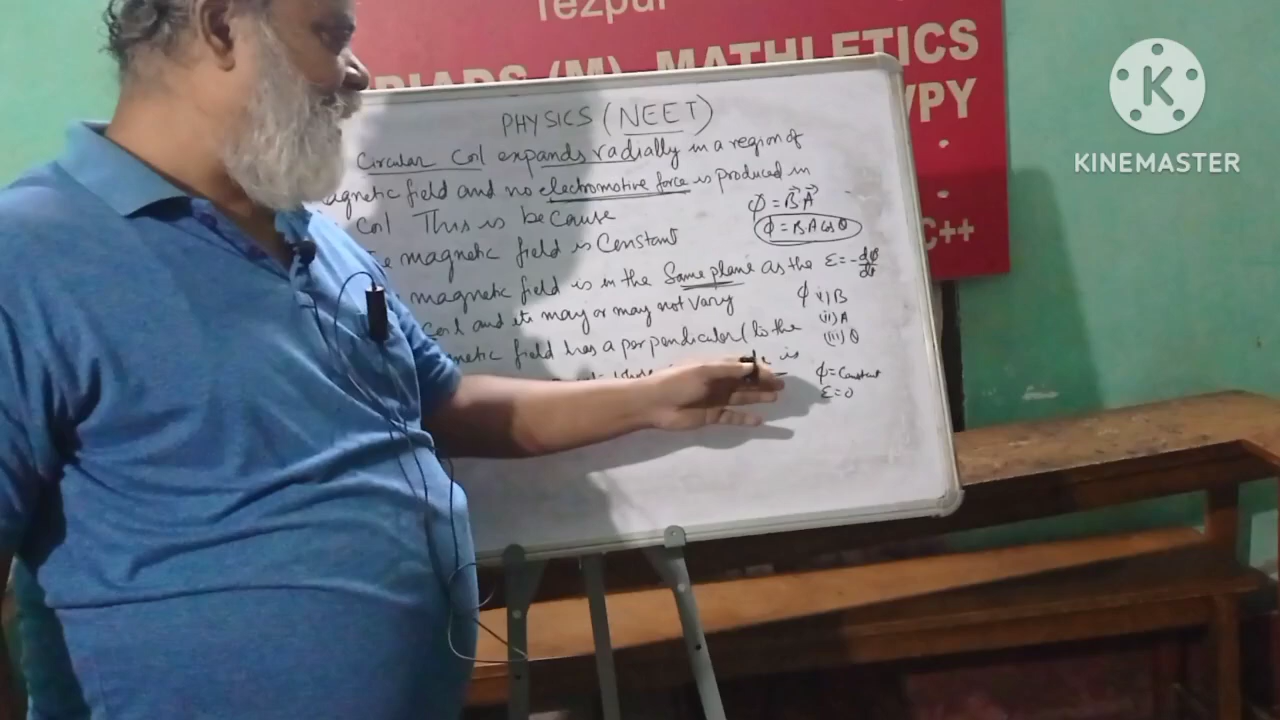 Tezpur
MATHLETICS
VPY
C++
K
KINEMASTER
PHYSICS (NEET)
Circular Coil expands radially in a region of
agnetic field and no electromotive force is produced in
Coil This is because
e magnetic field is Constant
magnetic field is in the Same plane as the
Coil and its may or may not vary
netic field has a perpendicular (to the
is
ϕ = B⃗ A⃗
ϕ = BA cos θ
ε = -dϕ/dt
ϕ i) B
(ii) A
(iii) θ
ϕ = Constant
ε = 0